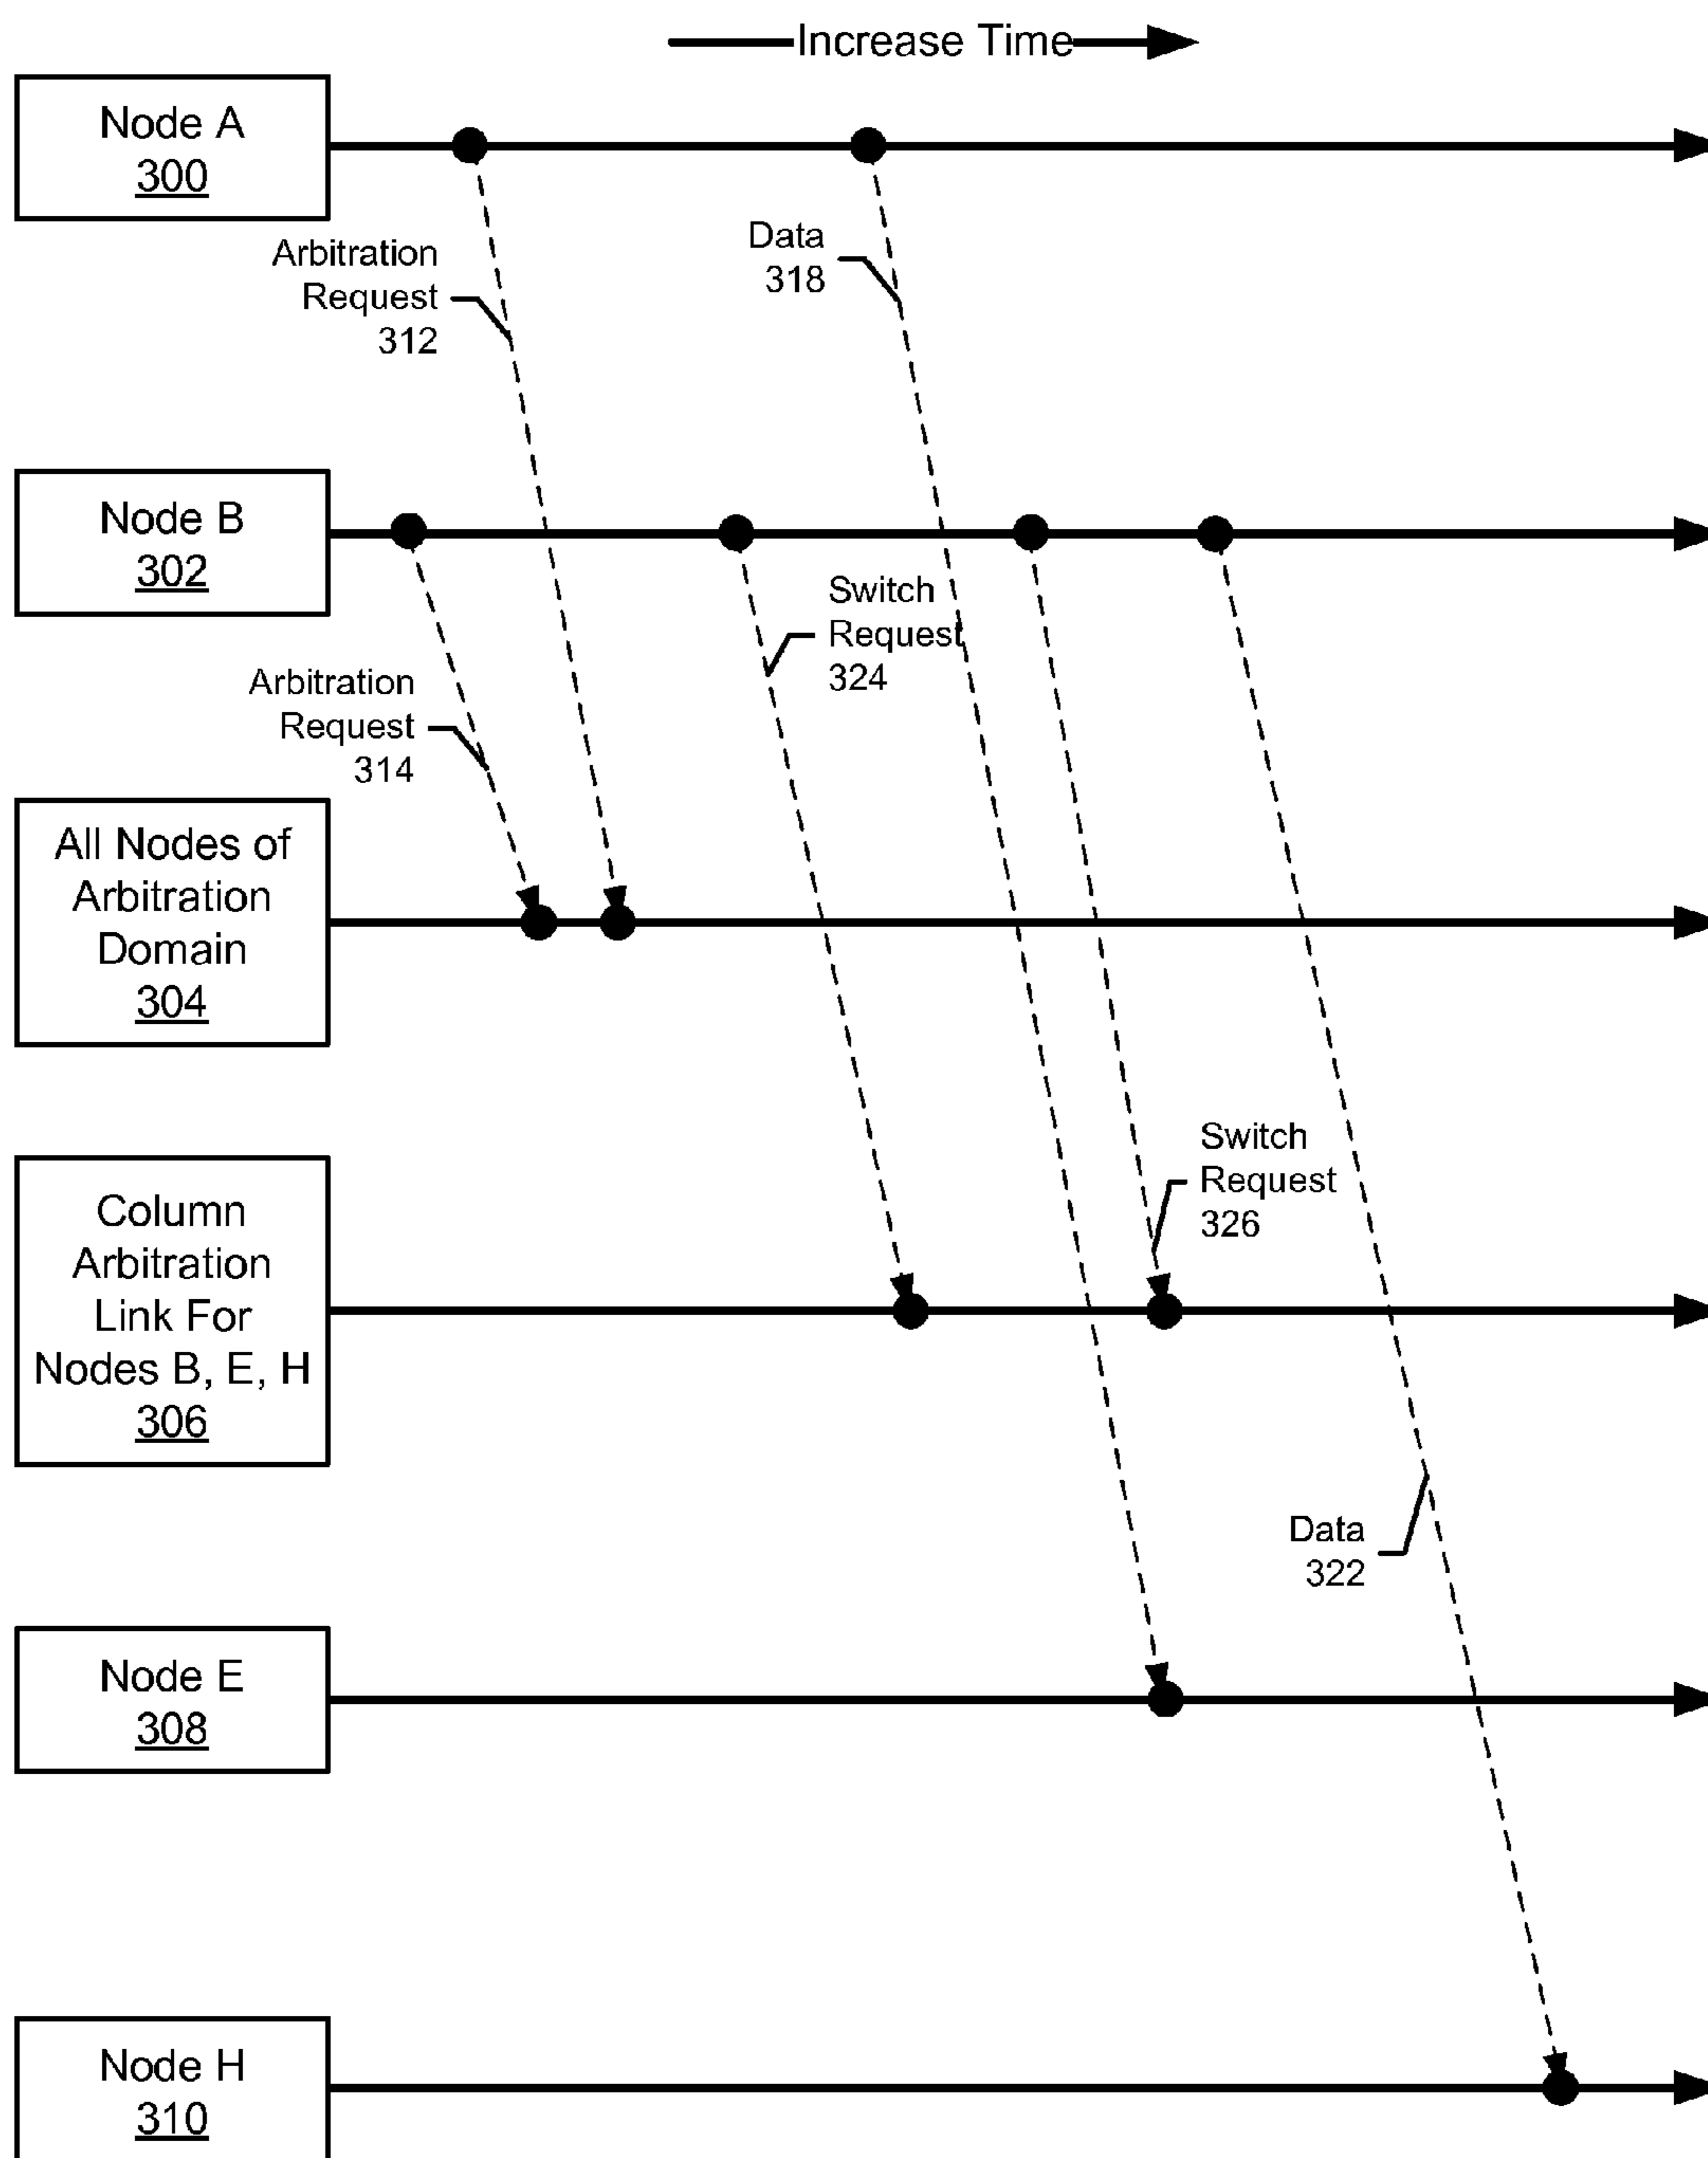 Increase Time
Node A
300
Arbitration
Request
312
Data
318
Node B
302
Switch
Request
324
Arbitration
Request
314
All Nodes of
Arbitration
Domain
304
Switch
Request
326
Column
Arbitration
Link For
Nodes B, E, H
306
Data
322
Node E
308
Node H
310